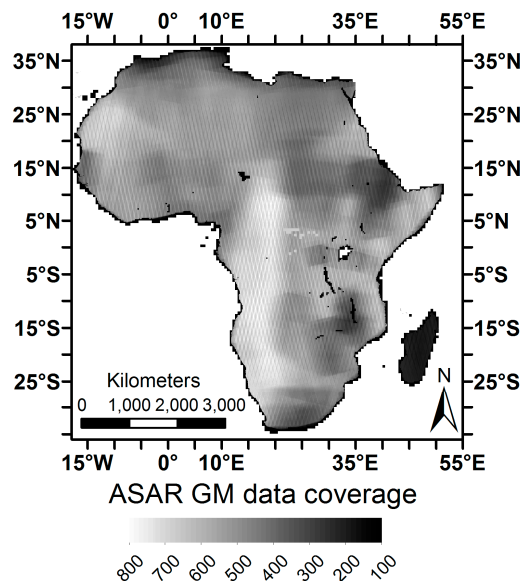 15°W 0° 10°E 35°E 55°E
35°N 35°N
25°N 25°N
15°N 15°N
5°N 5°N
5°S 5°S
15°S 15°S
25°S 25°S
Kilometers
0 1,000 2,000 3,000
N
15°W 0° 10°E 35°E 55°E
ASAR GM data coverage
800 700 600 500 400 300 200 100